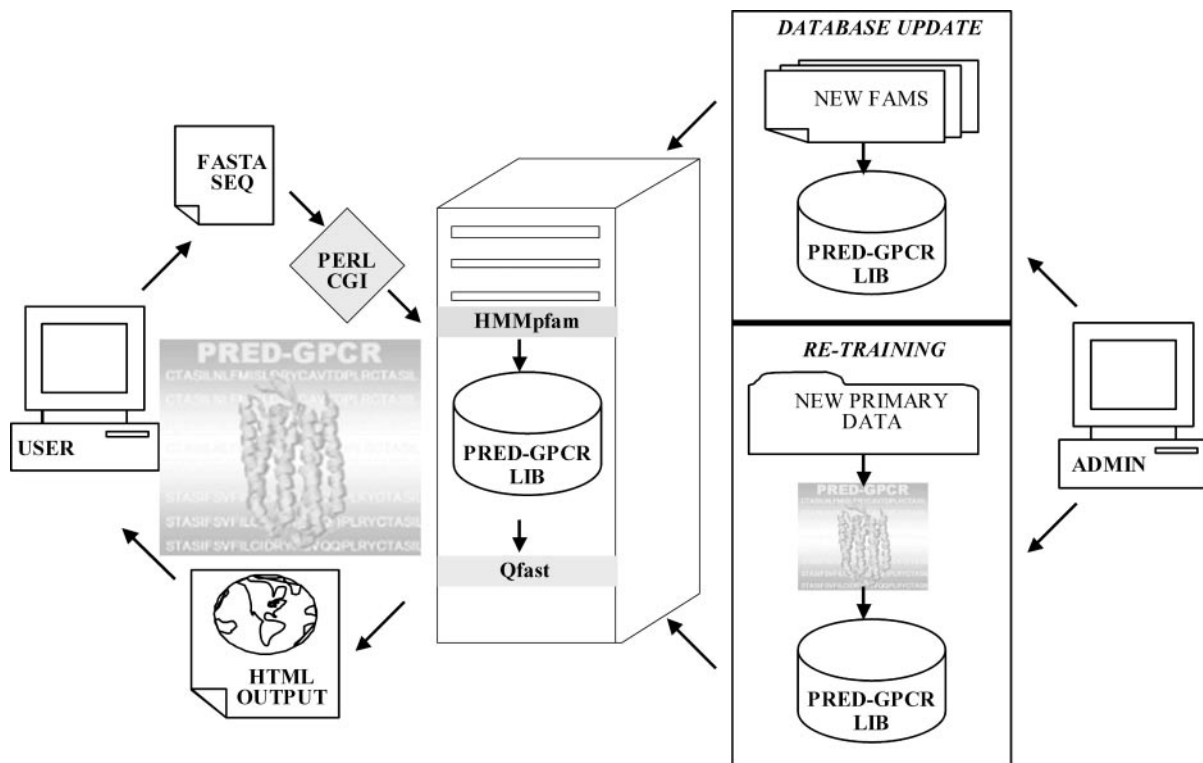 DATABASE UPDATE
NEW FAMS
PRED-GPCR
LIB
FASTA
SEQ
PERL
CGI
HMMpfam
PRED-GPCR
LIB
Qfast
USER
PRED-GPCR
HTML
OUTPUT
RE-TRAINING
NEW PRIMARY
DATA
PRED-GPCR
PRED-GPCR
LIB
ADMIN